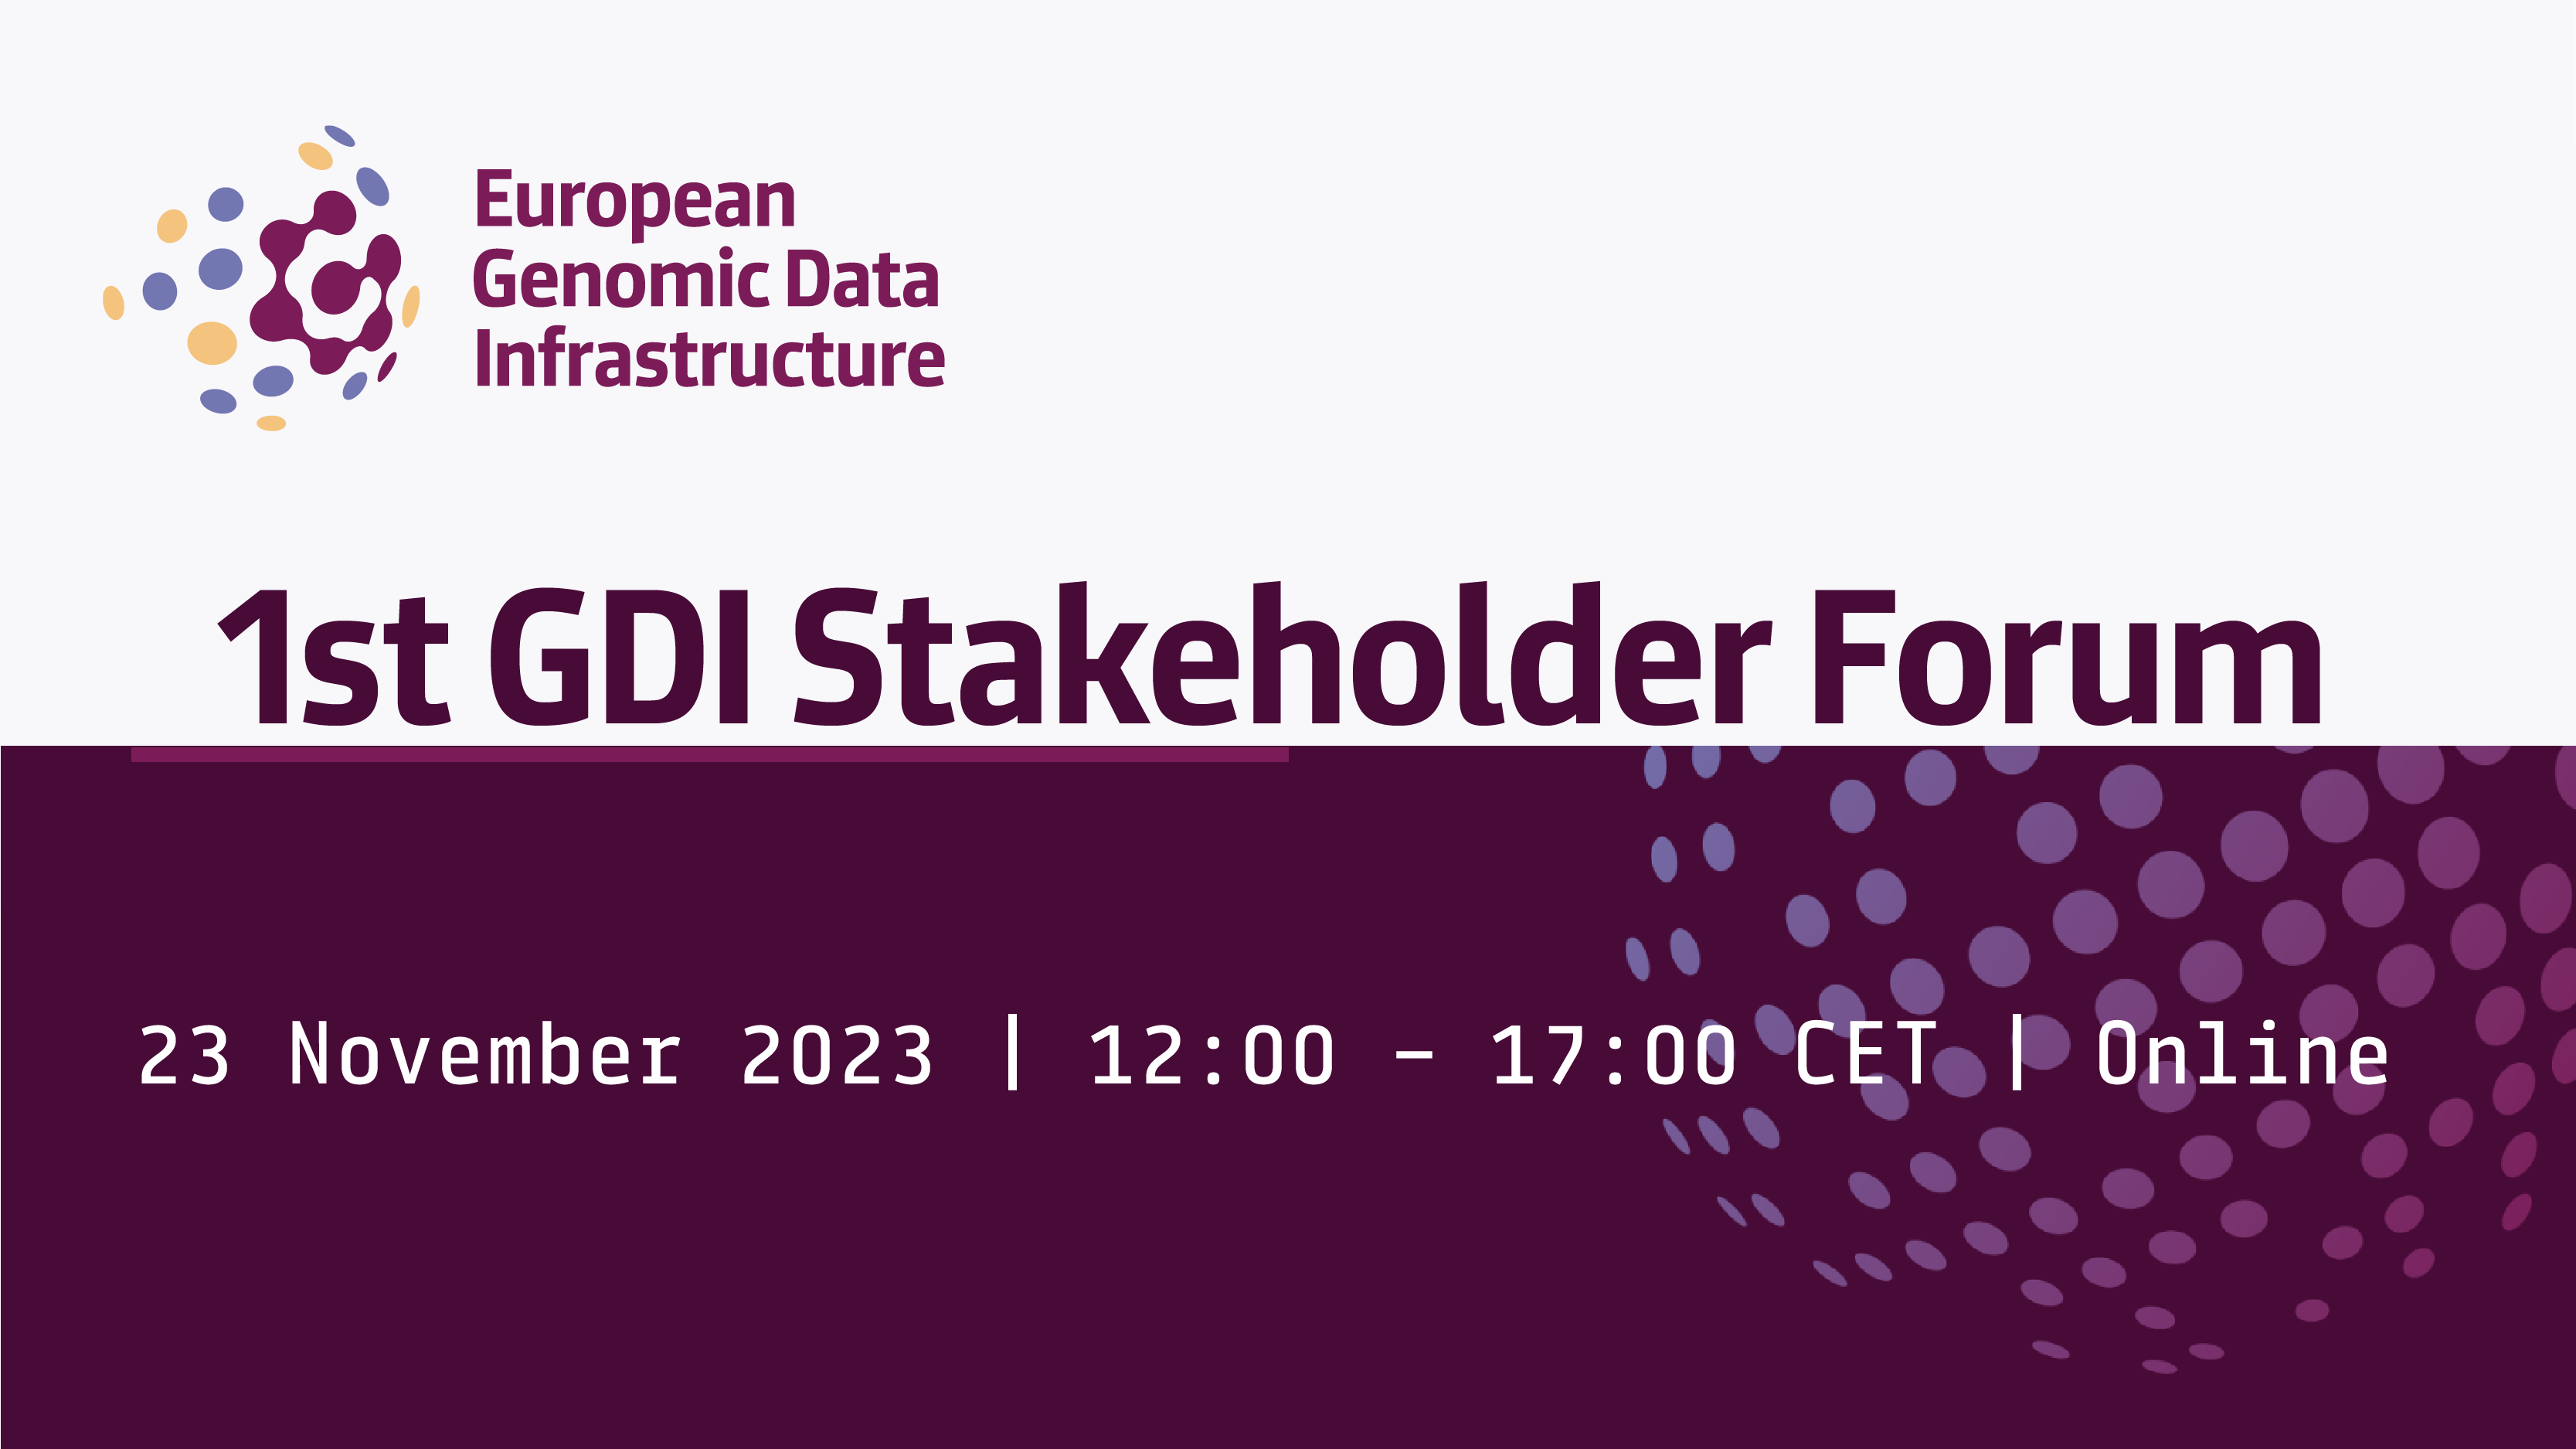 European
Genomic Data
Infrastructure
1st GDI Stakeholder Forum
23 November 2023 | 12:00 – 17:00 CET | Online